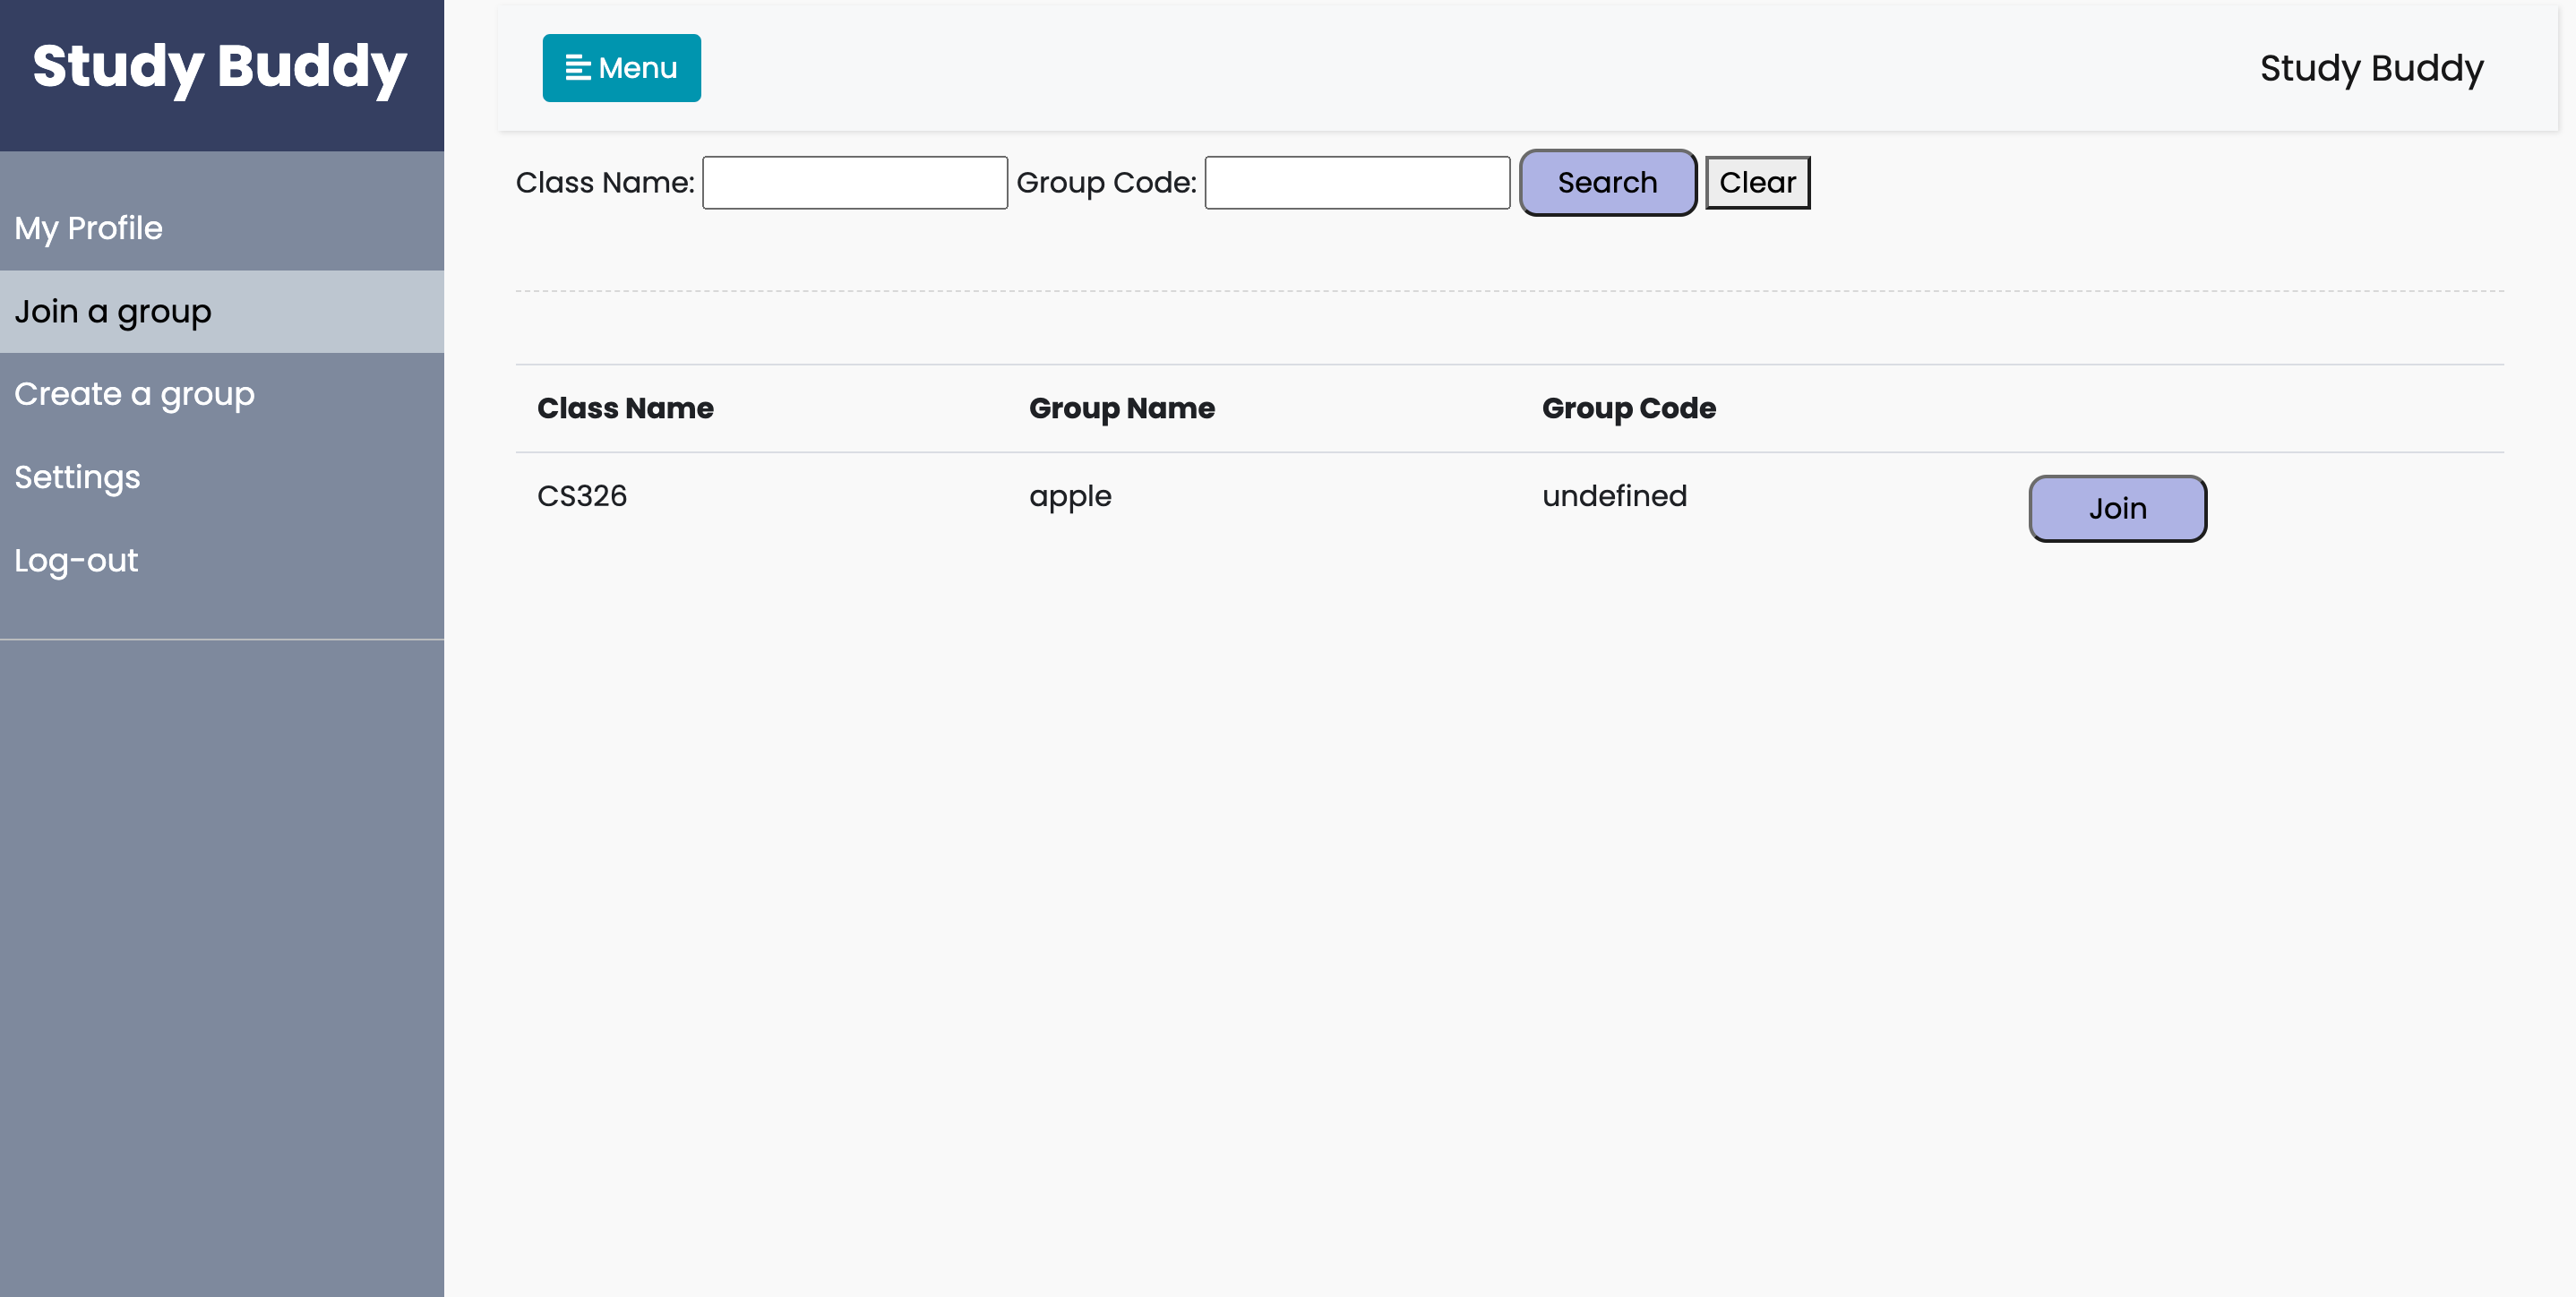 Study Buddy
My Profile
Join a group
Create a group
Settings
Log-out
Menu
Study Buddy
Class Name: Group Code: Search Clear
Class Name Group Name Group Code
CS326 apple undefined Join